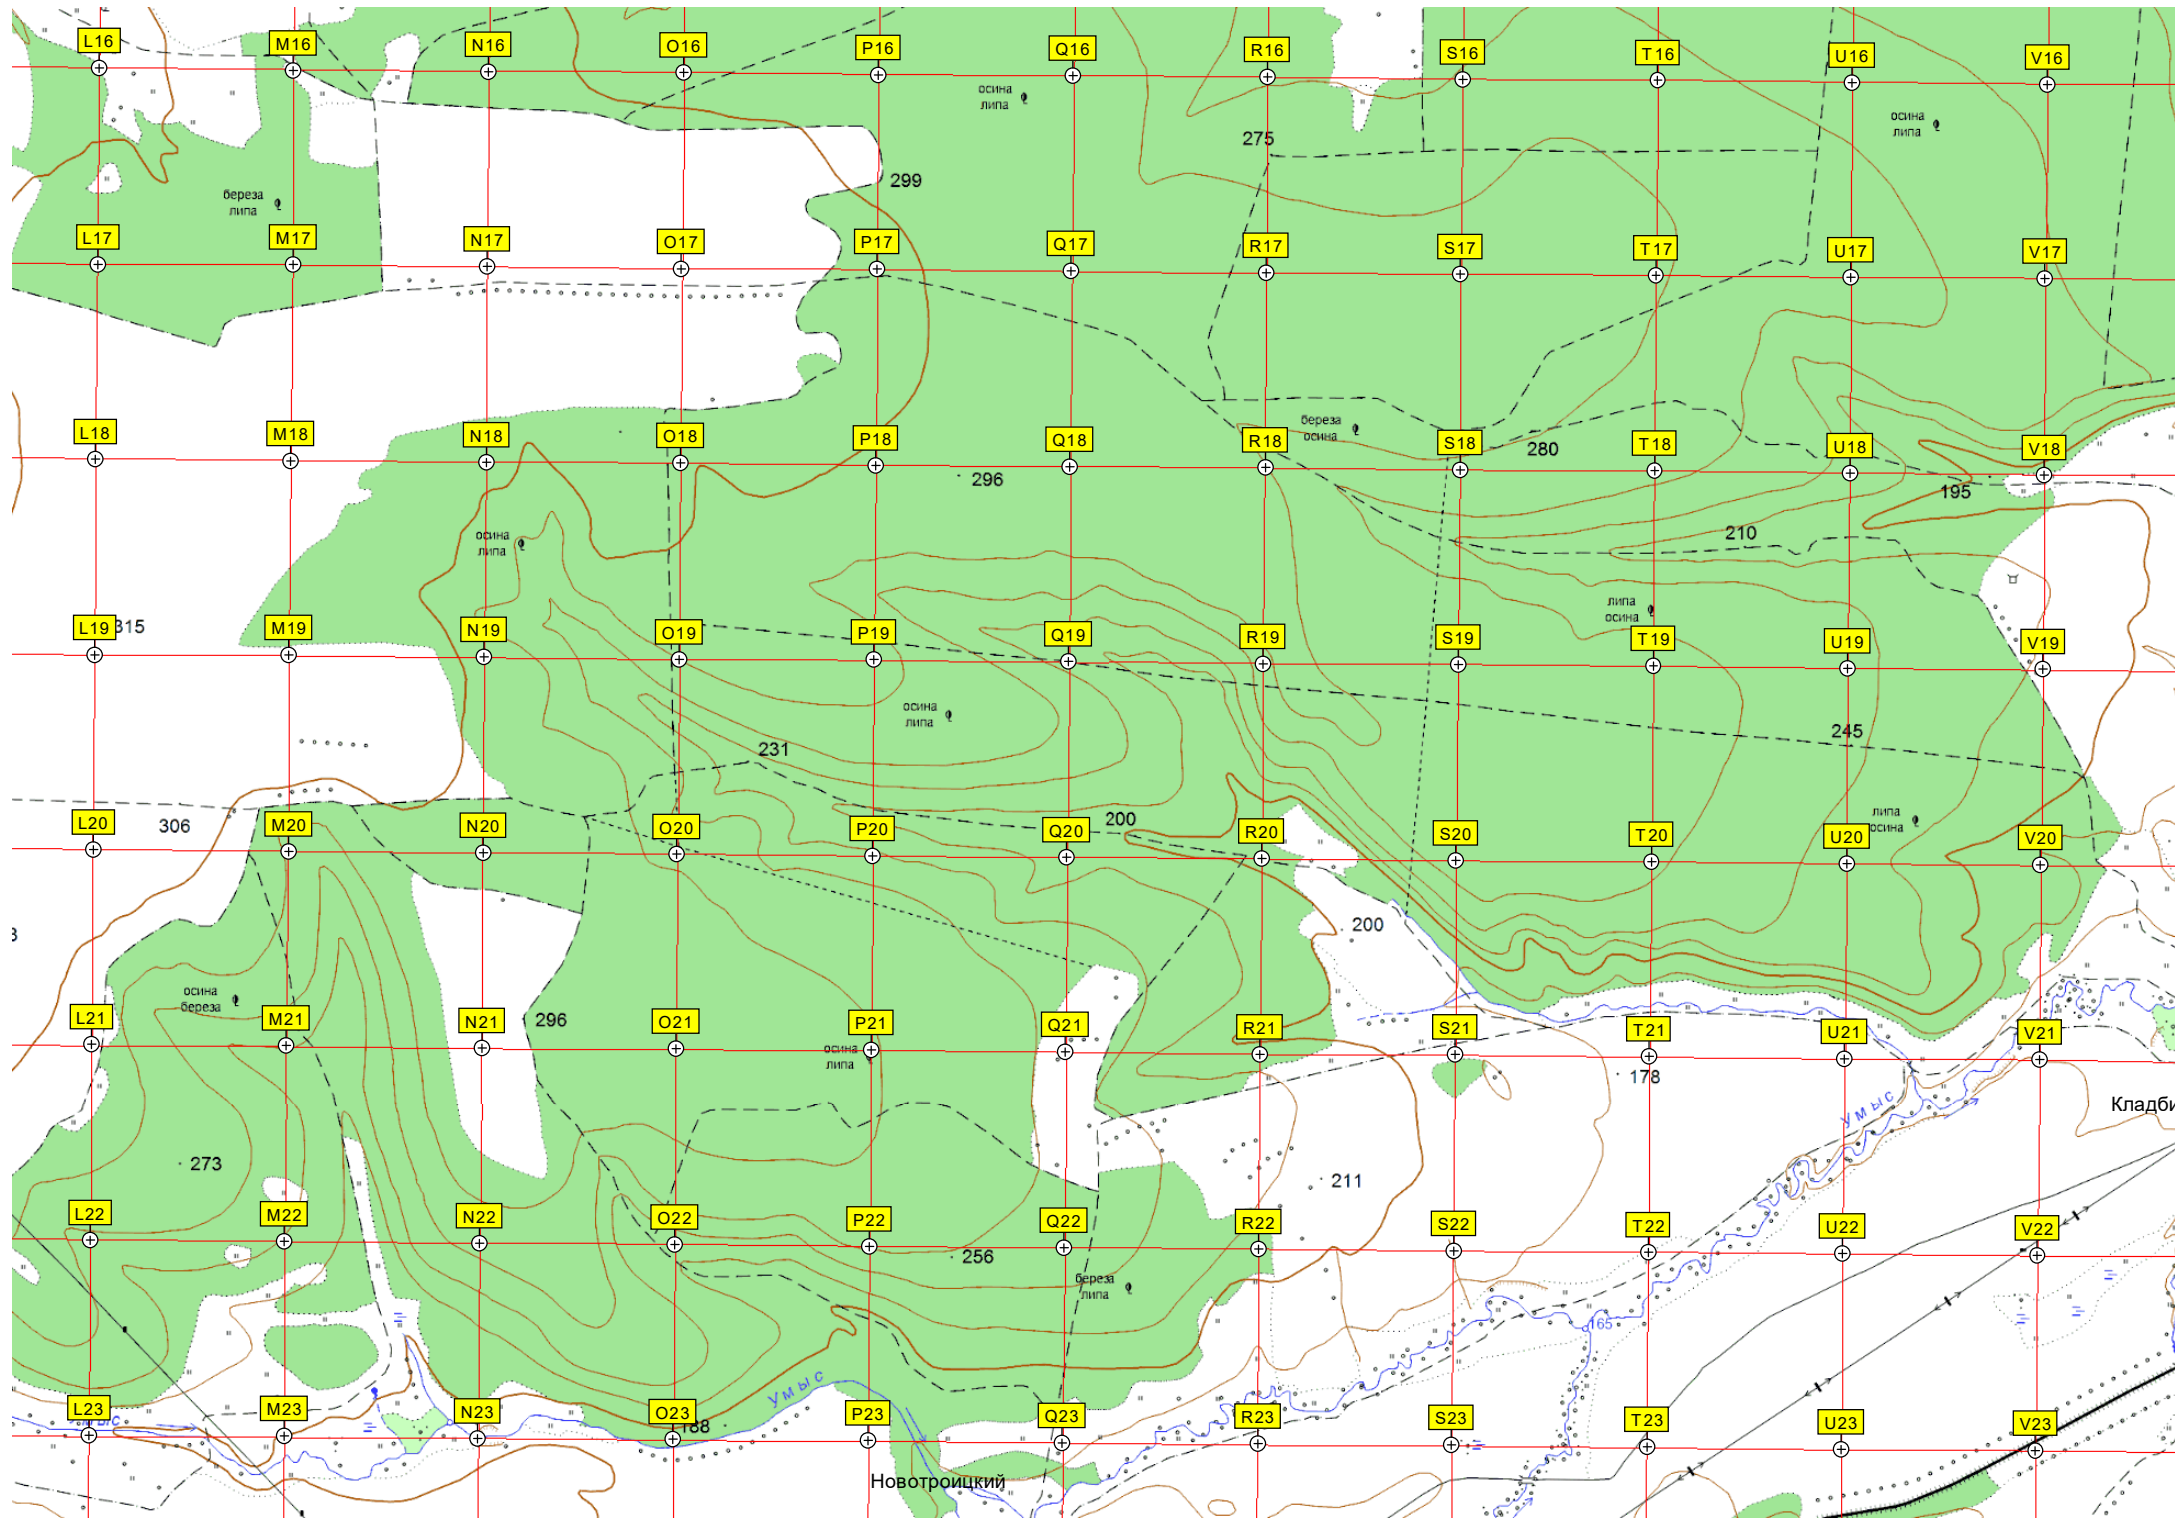 L16 M16 N16 O16 P16 Q16 R16 S16 T16 U16 V16
осина
липа
осина
липа
275
299
береза
липа
L17 M17 N17 O17 P17 Q17 R17 S17 T17 U17 V17
береза
осина
L18 M18 N18 O18 P18 Q18 R18 S18 280 T18 U18 V18
296
195
осина
липа
210
липа
осина
L19 315 M19 N19 O19 P19 Q19 R19 S19 T19 U19 V19
осина
липа
231
245
200
липа
осина
L20 306 M20 N20 O20 P20 Q20 R20 S20 T20 U20 V20
200
3
осина
береза
L21 M21 N21 296 O21 P21 Q21 R21 S21 T21 U21 V21
осина
липа
178
Умыс
Кладби
273
211
L22 M22 N22 O22 P22 Q22 R22 S22 T22 U22 V22
256
береза
липа
165
Умыс
L23 M23 N23 O23 P23 Q23 R23 S23 T23 U23 V23
188
Новотроицкий